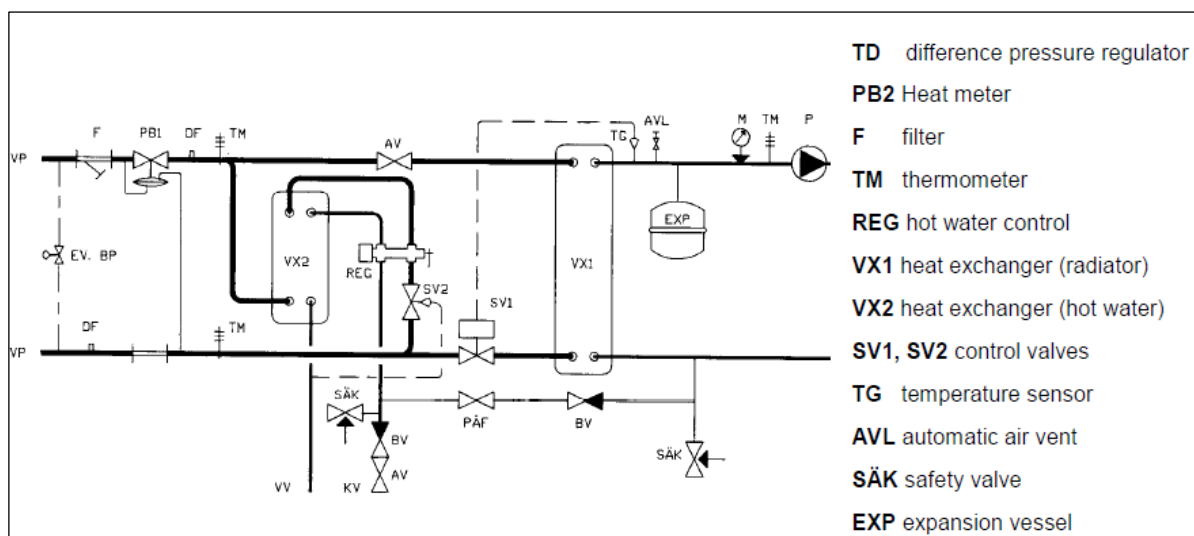 F PB1 DF TM AV TG AVL M TM P
VP
EXP
EV. BP VX2 REG SV2 SV1 VX1
DF TM
VP
SÄK PÄF BV
BV SÄK
AV
VV KV
TD difference pressure regulator
PB2 Heat meter
F filter
TM thermometer
REG hot water control
VX1 heat exchanger (radiator)
VX2 heat exchanger (hot water)
SV1, SV2 control valves
TG temperature sensor
AVL automatic air vent
SÄK safety valve
EXP expansion vessel